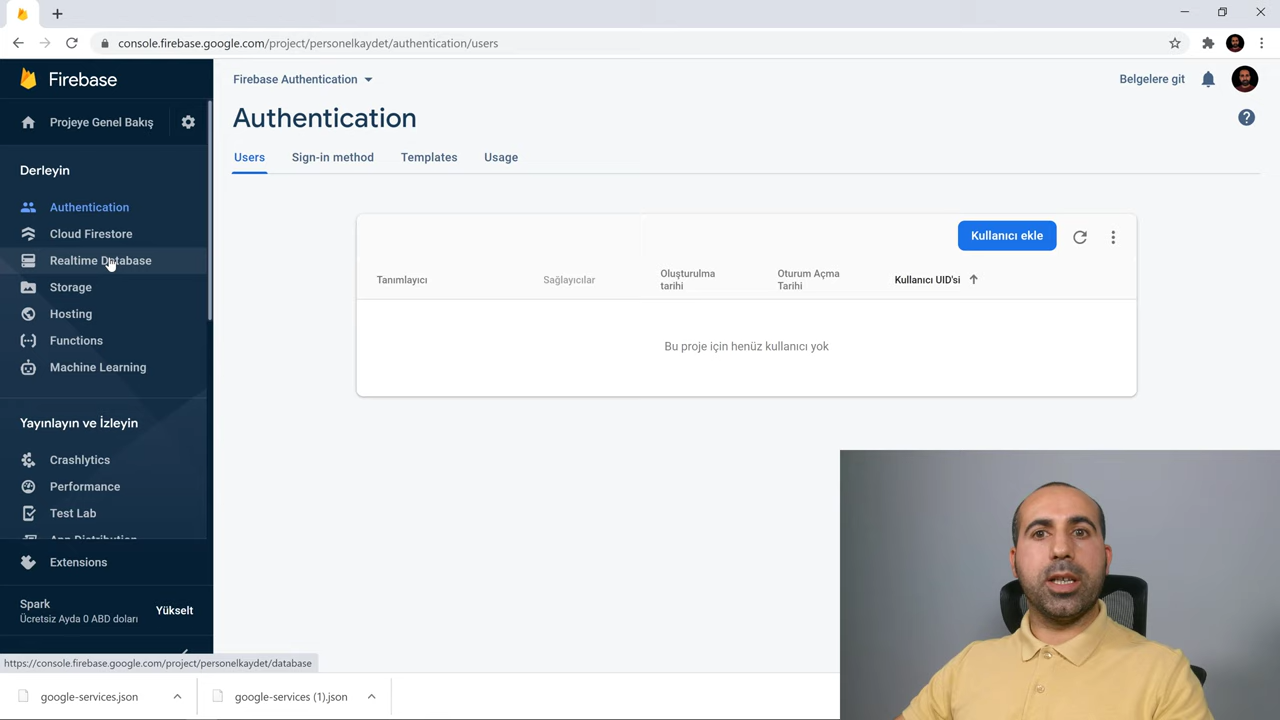 console.firebase.google.com/project/personelkaydet/authentication/users
Firebase
Projeye Genel Bakış
Derleyin
Authentication
Cloud Firestore
Realtime Database
Storage
Hosting
Functions
Machine Learning
Yayınlayın ve İzleyin
Crashlytics
Performance
Test Lab
App Distribution
Extensions
Spark
Ücretsiz Ayda 0 ABD doları
Yükselt
Firebase Authentication
Belgelere git
Authentication
Users Sign-in method Templates Usage
Kullanıcı ekle
Tanımlayıcı Sağlayıcılar Oluşturulma tarihi Oturum Açma Tarihi Kullanıcı UID'si
Bu proje için henüz kullanıcı yok
https://console.firebase.google.com/project/personelkaydet/database
google-services.json google-services (1).json